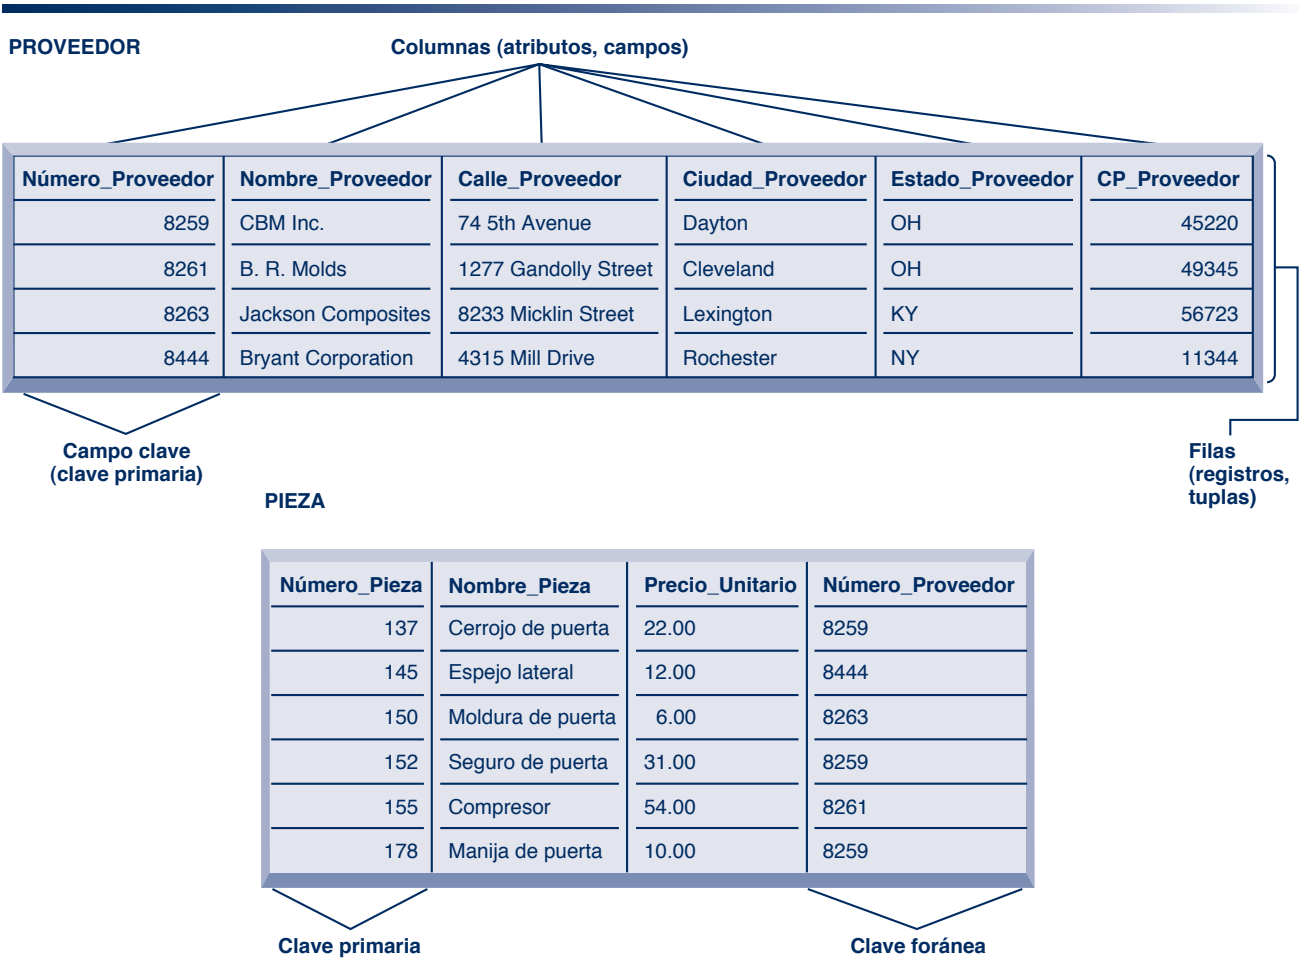 PROVEEDOR
Columnas (atributos, campos)
Número_Proveedor Nombre_Proveedor Calle_Proveedor Ciudad_Proveedor Estado_Proveedor CP_Proveedor
8259 CBM Inc. 74 5th Avenue Dayton OH 45220
8261 B. R. Molds 1277 Gandolly Street Cleveland OH 49345
8263 Jackson Composites 8233 Micklin Street Lexington KY 56723
8444 Bryant Corporation 4315 Mill Drive Rochester NY 11344
Campo clave
(clave primaria)
Filas
(registros,
tuplas)
PIEZA
Número_Pieza Nombre_Pieza Precio_Unitario Número_Proveedor
137 Cerrojo de puerta 22.00 8259
145 Espejo lateral 12.00 8444
150 Moldura de puerta 6.00 8263
152 Seguro de puerta 31.00 8259
155 Compresor 54.00 8261
178 Manija de puerta 10.00 8259
Clave primaria
Clave foránea